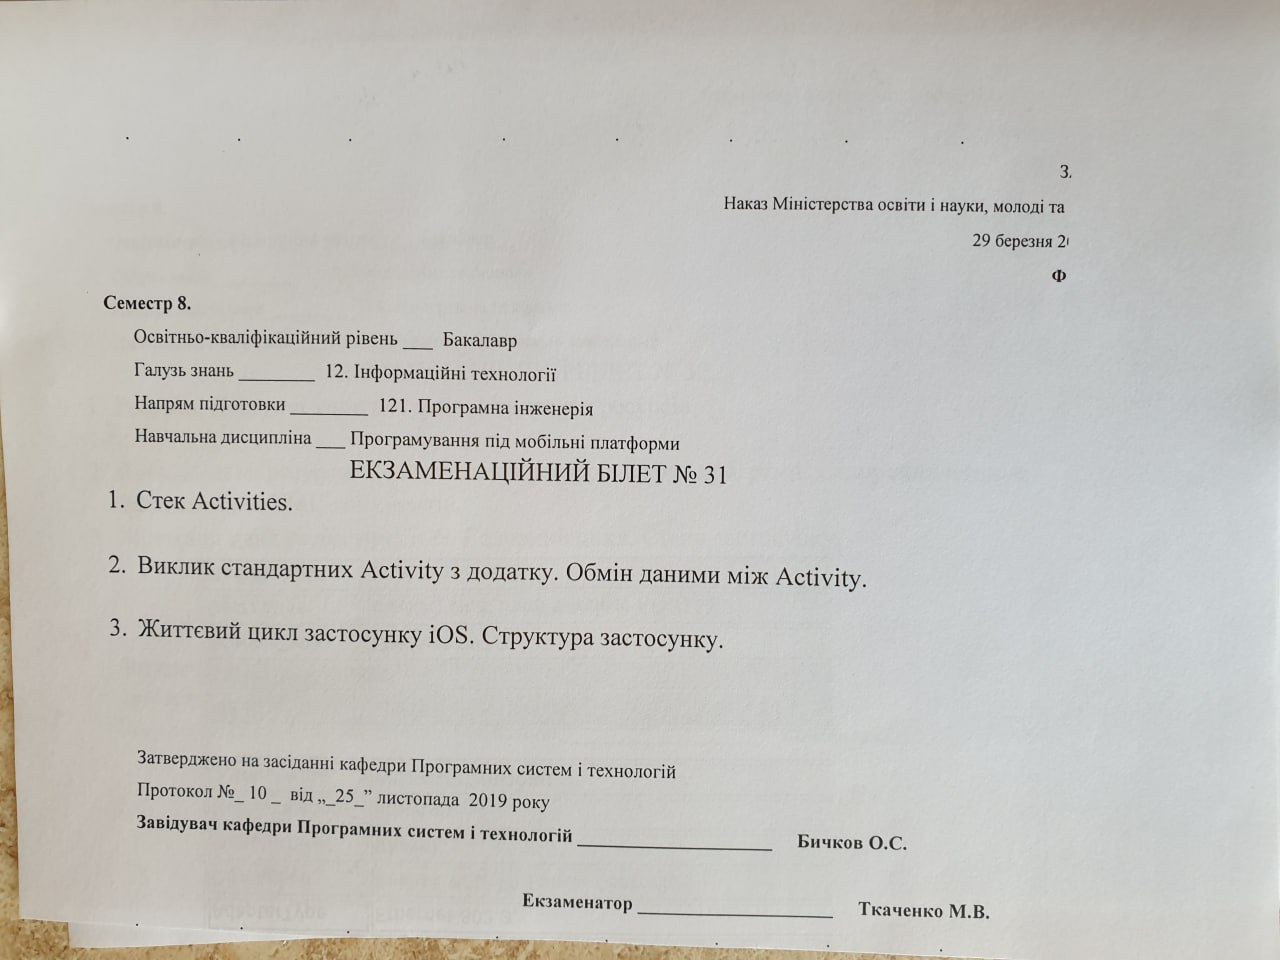 З.
Наказ Міністерства освіти і науки, молоді та
29 березня 2
Ф
Семестр 8.
Освітньо-кваліфікаційний рівень ___ Бакалавр
Галузь знань ________ 12. Інформаційні технології
Напрям підготовки ________ 121. Програмна інженерія
Навчальна дисципліна ___ Програмування під мобільні платформи
ЕКЗАМЕНАЦІЙНИЙ БІЛЕТ № 31
1. Стек Activities.
2. Виклик стандартних Activity з додатку. Обмін даними між Activity.
3. Життєвий цикл застосунку iOS. Структура застосунку.
Затверджено на засіданні кафедри Програмних систем і технологій
Протокол №_ 10 _ від „_25_” листопада 2019 року
Завідувач кафедри Програмних систем і технологій ____________________ Бичков О.С.
Екзаменатор ____________________ Ткаченко М.В.